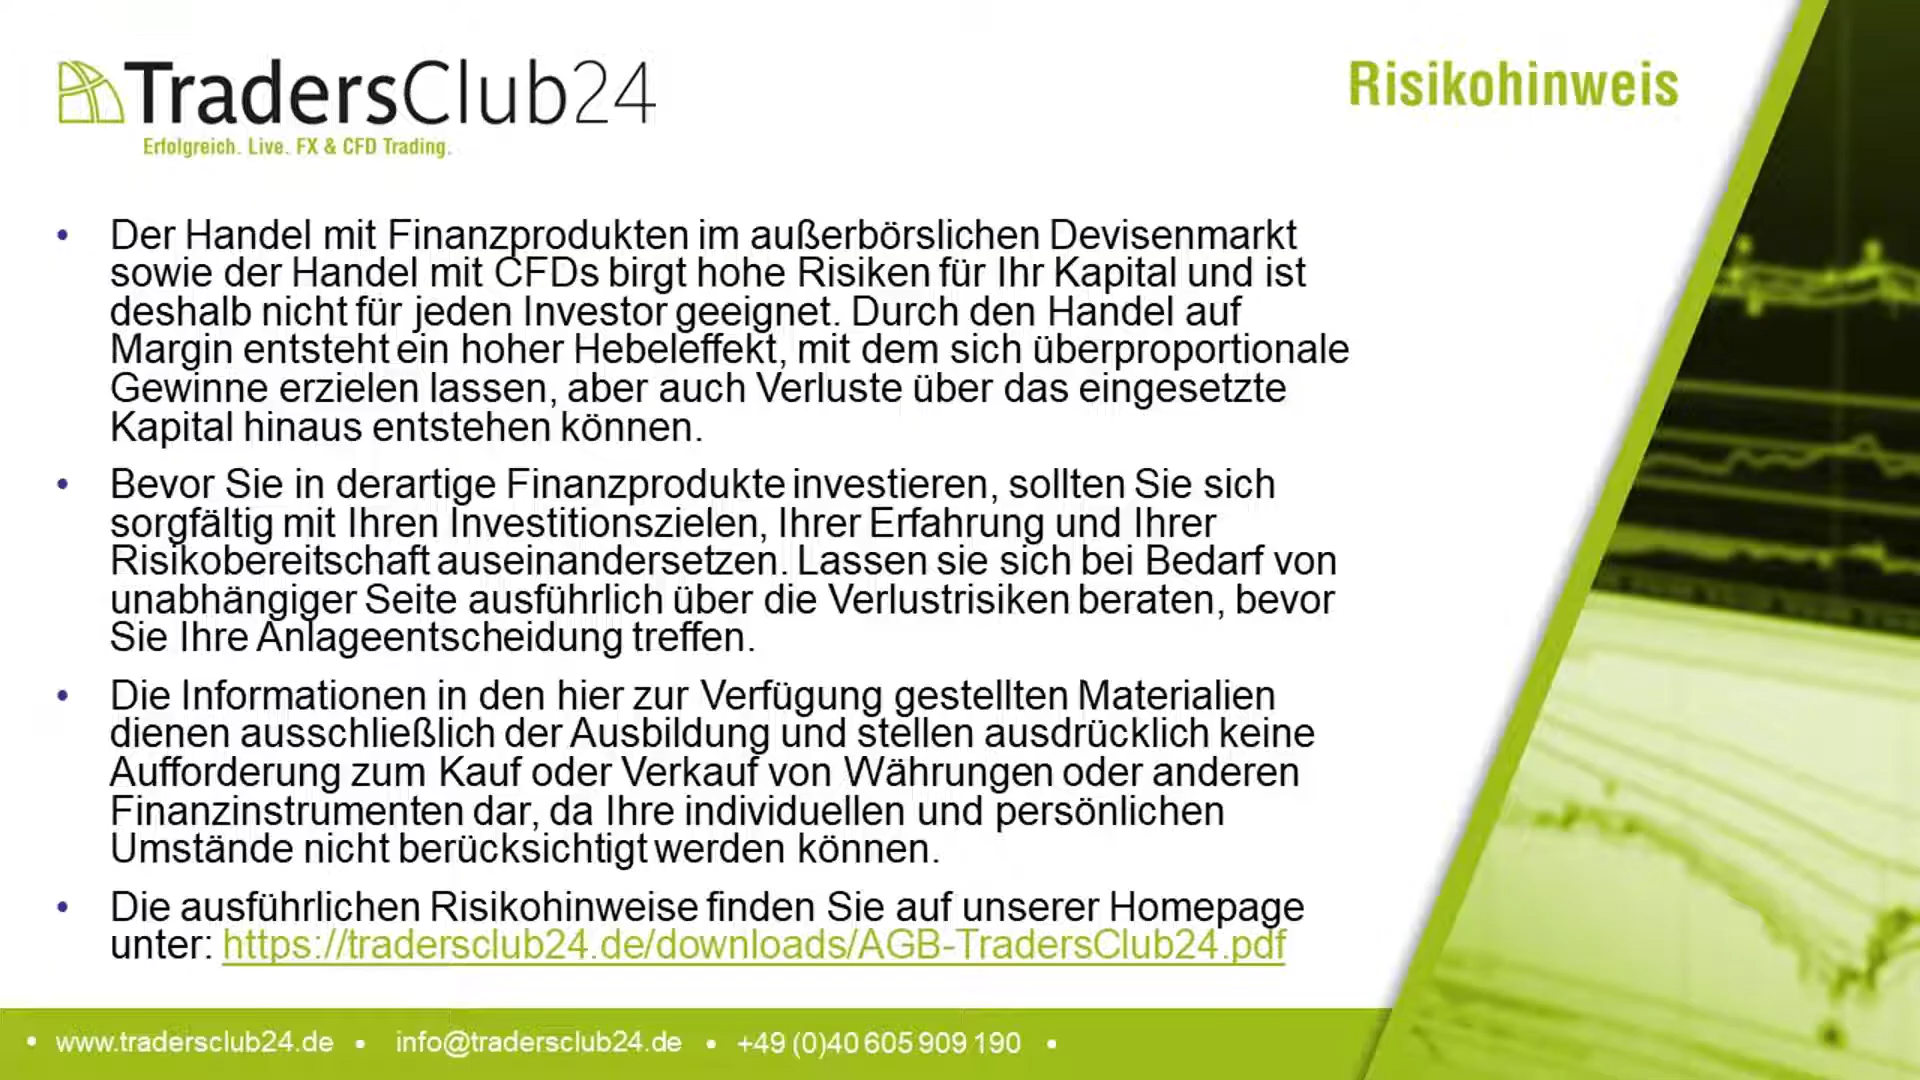 TradersClub24
Erfolgreich. Live. FX & CFD Trading.
Risikohinweis
• Der Handel mit Finanzprodukten im außerbörslichen Devisenmarkt
sowie der Handel mit CFDs birgt hohe Risiken für Ihr Kapital und ist
deshalb nicht für jeden Investor geeignet. Durch den Handel auf
Margin entsteht ein hoher Hebeleffekt, mit dem sich überproportionale
Gewinne erzielen lassen, aber auch Verluste über das eingesetzte
Kapital hinaus entstehen können.
• Bevor Sie in derartige Finanzprodukte investieren, sollten Sie sich
sorgfältig mit Ihren Investitionszielen, Ihrer Erfahrung und Ihrer
Risikobereitschaft auseinandersetzen. Lassen sie sich bei Bedarf von
unabhängiger Seite ausführlich über die Verlustrisiken beraten, bevor
Sie Ihre Anlageentscheidung treffen.
• Die Informationen in den hier zur Verfügung gestellten Materialien
dienen ausschließlich der Ausbildung und stellen ausdrücklich keine
Aufforderung zum Kauf oder Verkauf von Währungen oder anderen
Finanzinstrumenten dar, da Ihre individuellen und persönlichen
Umstände nicht berücksichtigt werden können.
• Die ausführlichen Risikohinweise finden Sie auf unserer Homepage
unter: https://tradersclub24.de/downloads/AGB-TradersClub24.pdf
• www.tradersclub24.de • info@tradersclub24.de • +49 (0)40 605 909 190 •